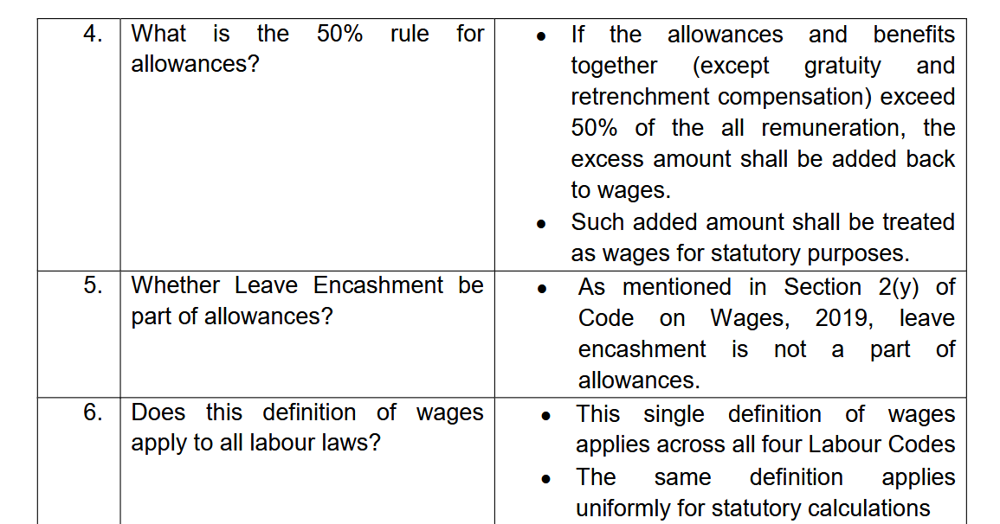 4.
What is the 50% rule for
allowances?
• If the allowances and benefits
together (except gratuity and
retrenchment compensation) exceed
50% of the all remuneration, the
excess amount shall be added back
to wages.
• Such added amount shall be treated
as wages for statutory purposes.
5.
Whether Leave Encashment be
part of allowances?
• As mentioned in Section 2(y) of
Code on Wages, 2019, leave
encashment is not a part of
allowances.
6.
Does this definition of wages
apply to all labour laws?
• This single definition of wages
applies across all four Labour Codes
• The same definition applies
uniformly for statutory calculations